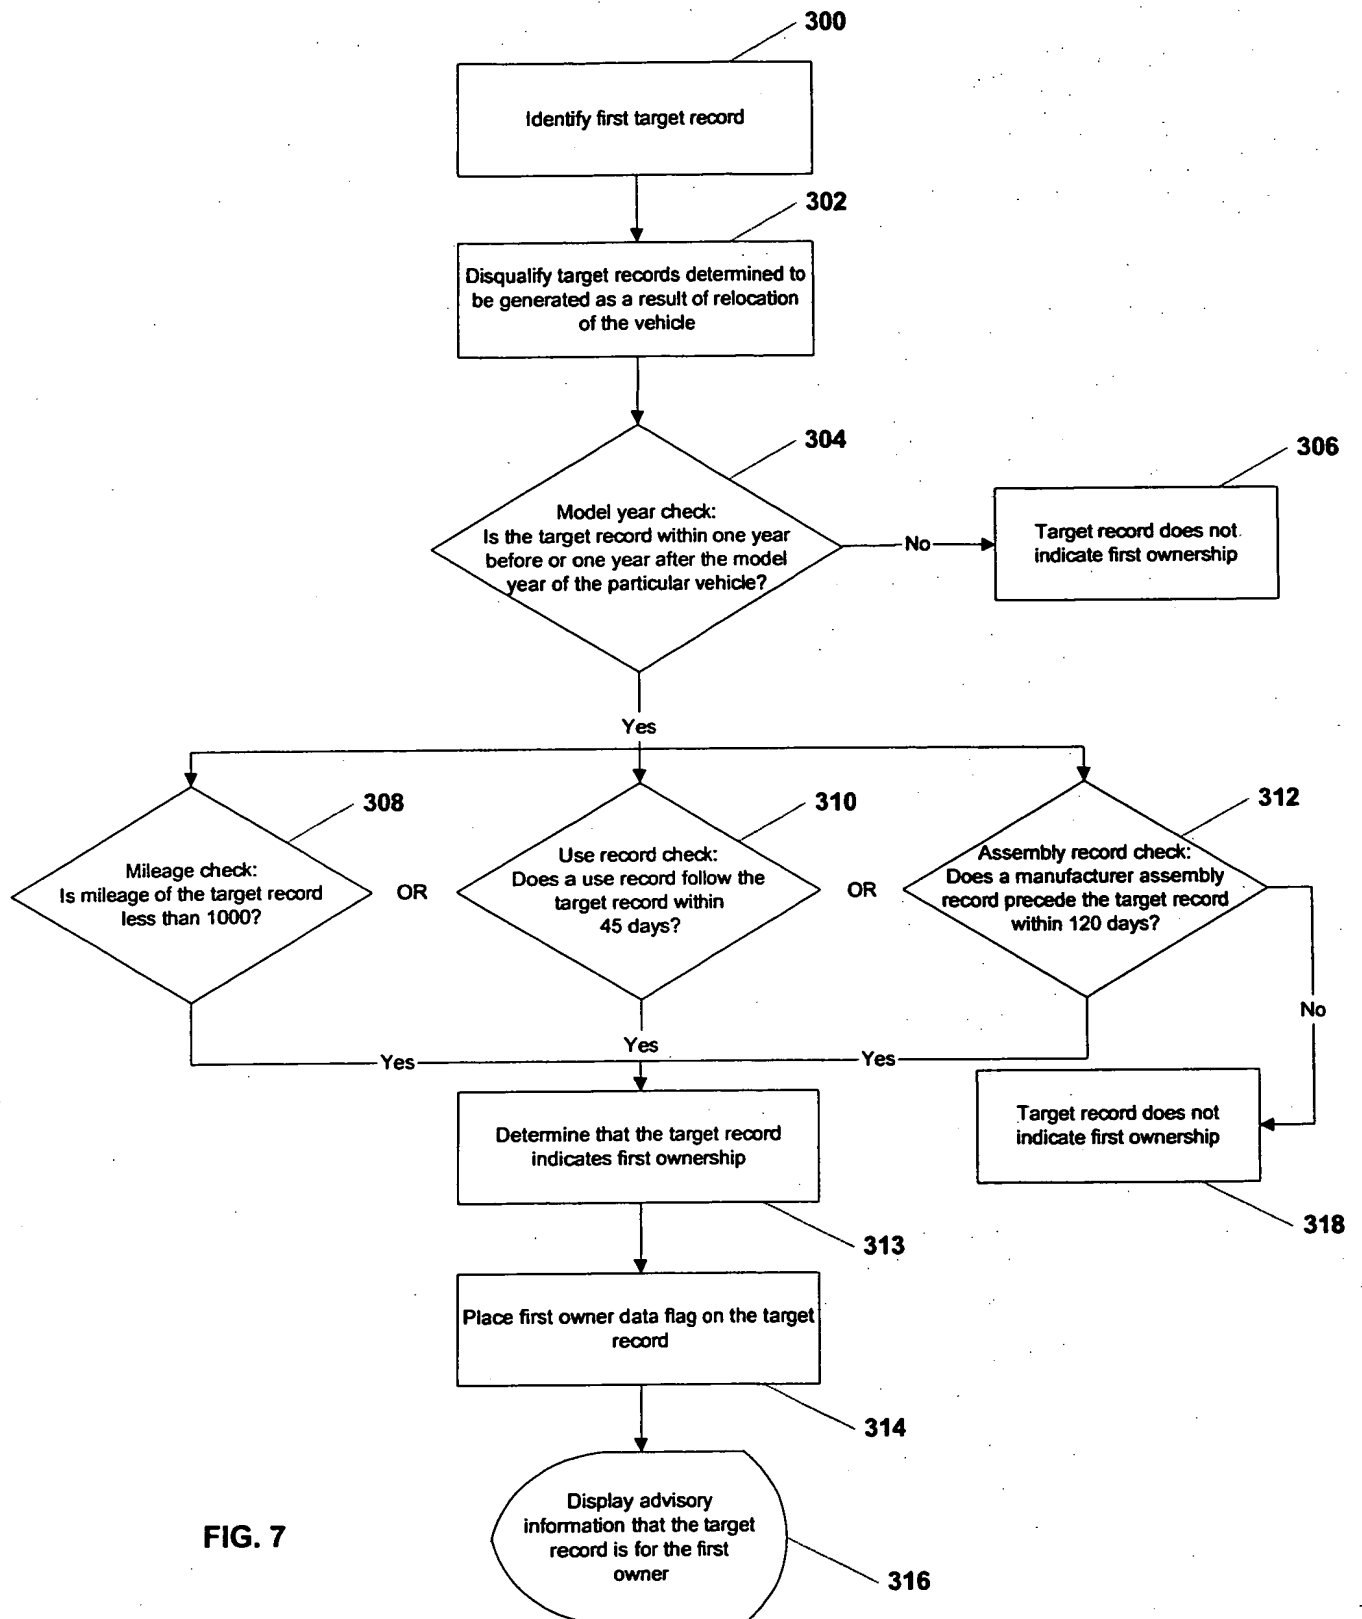 300
Identify first target record
302
Disqualify target records determined to
be generated as a result of relocation
of the vehicle
304
Model year check:
Is the target record within one year
before or one year after the model
year of the particular vehicle?
No
306
Target record does not
indicate first ownership
Yes
308
Mileage check:
Is mileage of the target record
less than 1000?
OR
310
Use record check:
Does a use record follow the
target record within
45 days?
OR
312
Assembly record check:
Does a manufacturer assembly
record precede the target record
within 120 days?
No
Yes
Yes
Yes
Determine that the target record
indicates first ownership
313
Target record does not
indicate first ownership
318
Place first owner data flag on the target
record
314
Display advisory
information that the target
record is for the first
owner
316
FIG. 7